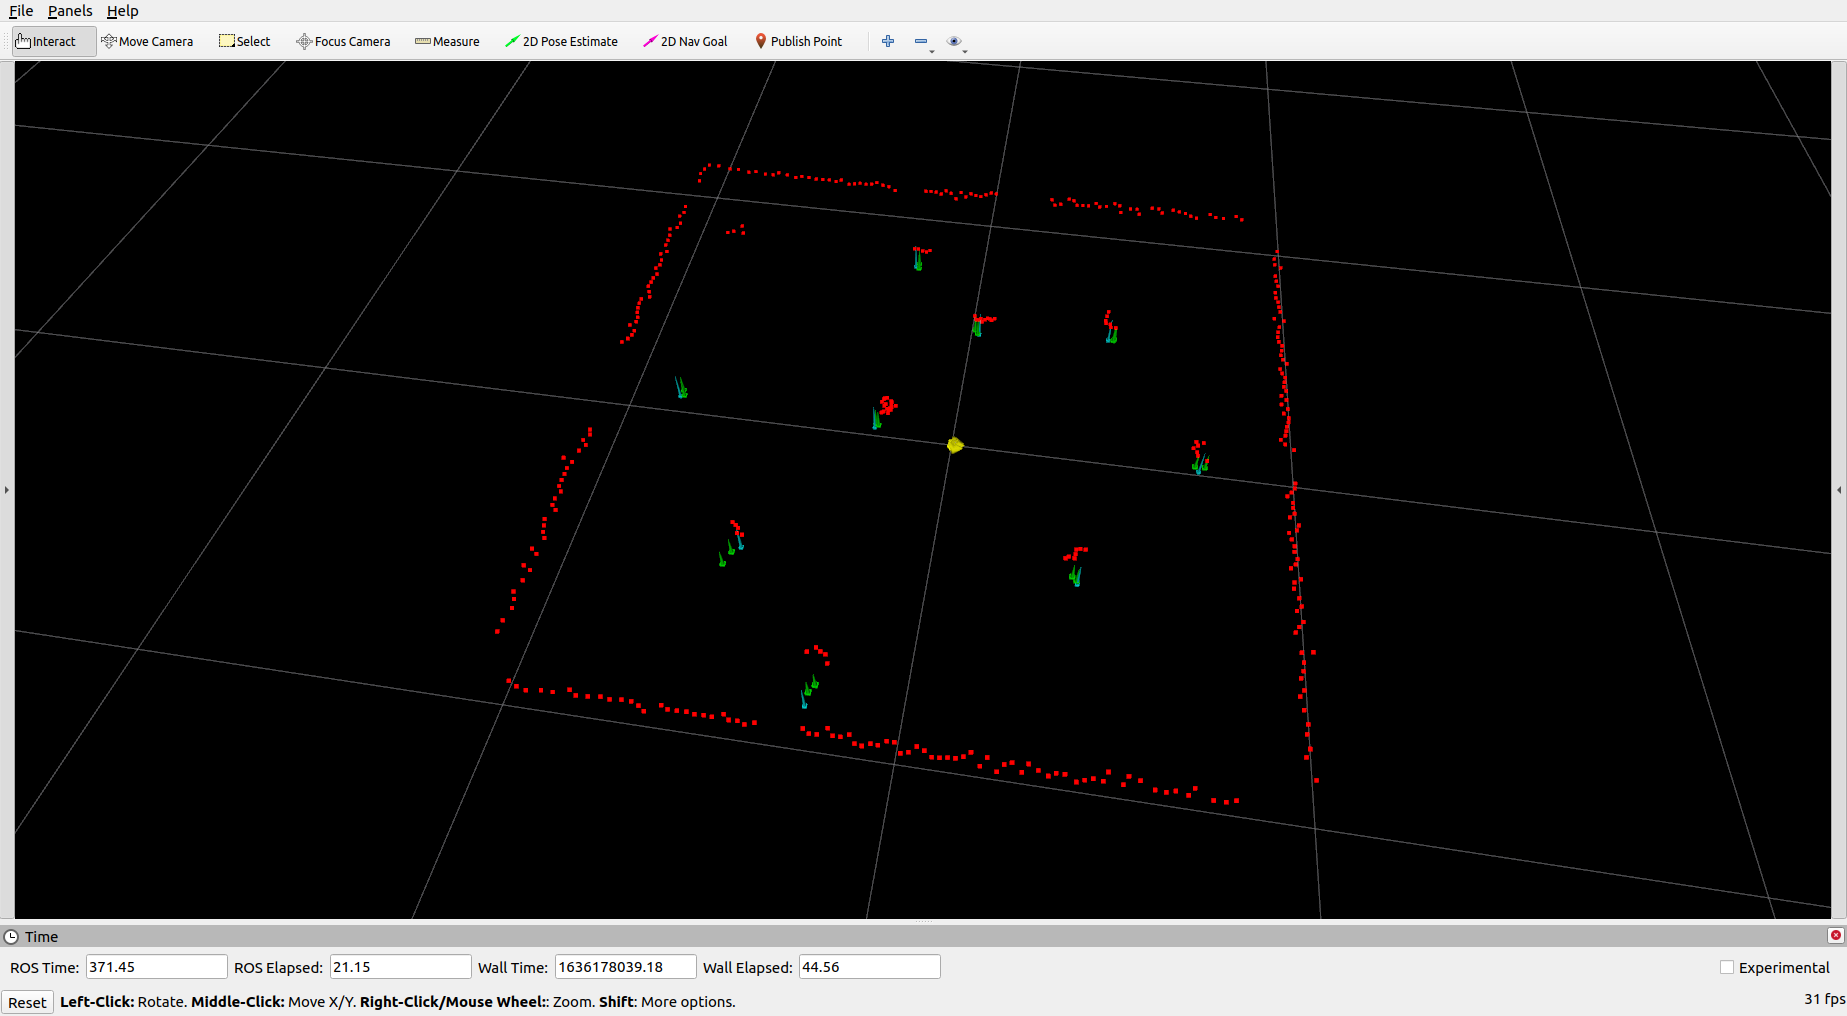 File Panels Help
Interact Move Camera Select Focus Camera Measure 2D Pose Estimate 2D Nav Goal Publish Point
Time
ROS Time: 371.45 ROS Elapsed: 21.15 Wall Time: 1636178039.18 Wall Elapsed: 44.56 Experimental
Reset Left-Click: Rotate. Middle-Click: Move X/Y. Right-Click/Mouse Wheel:: Zoom. Shift: More options. 31 fps